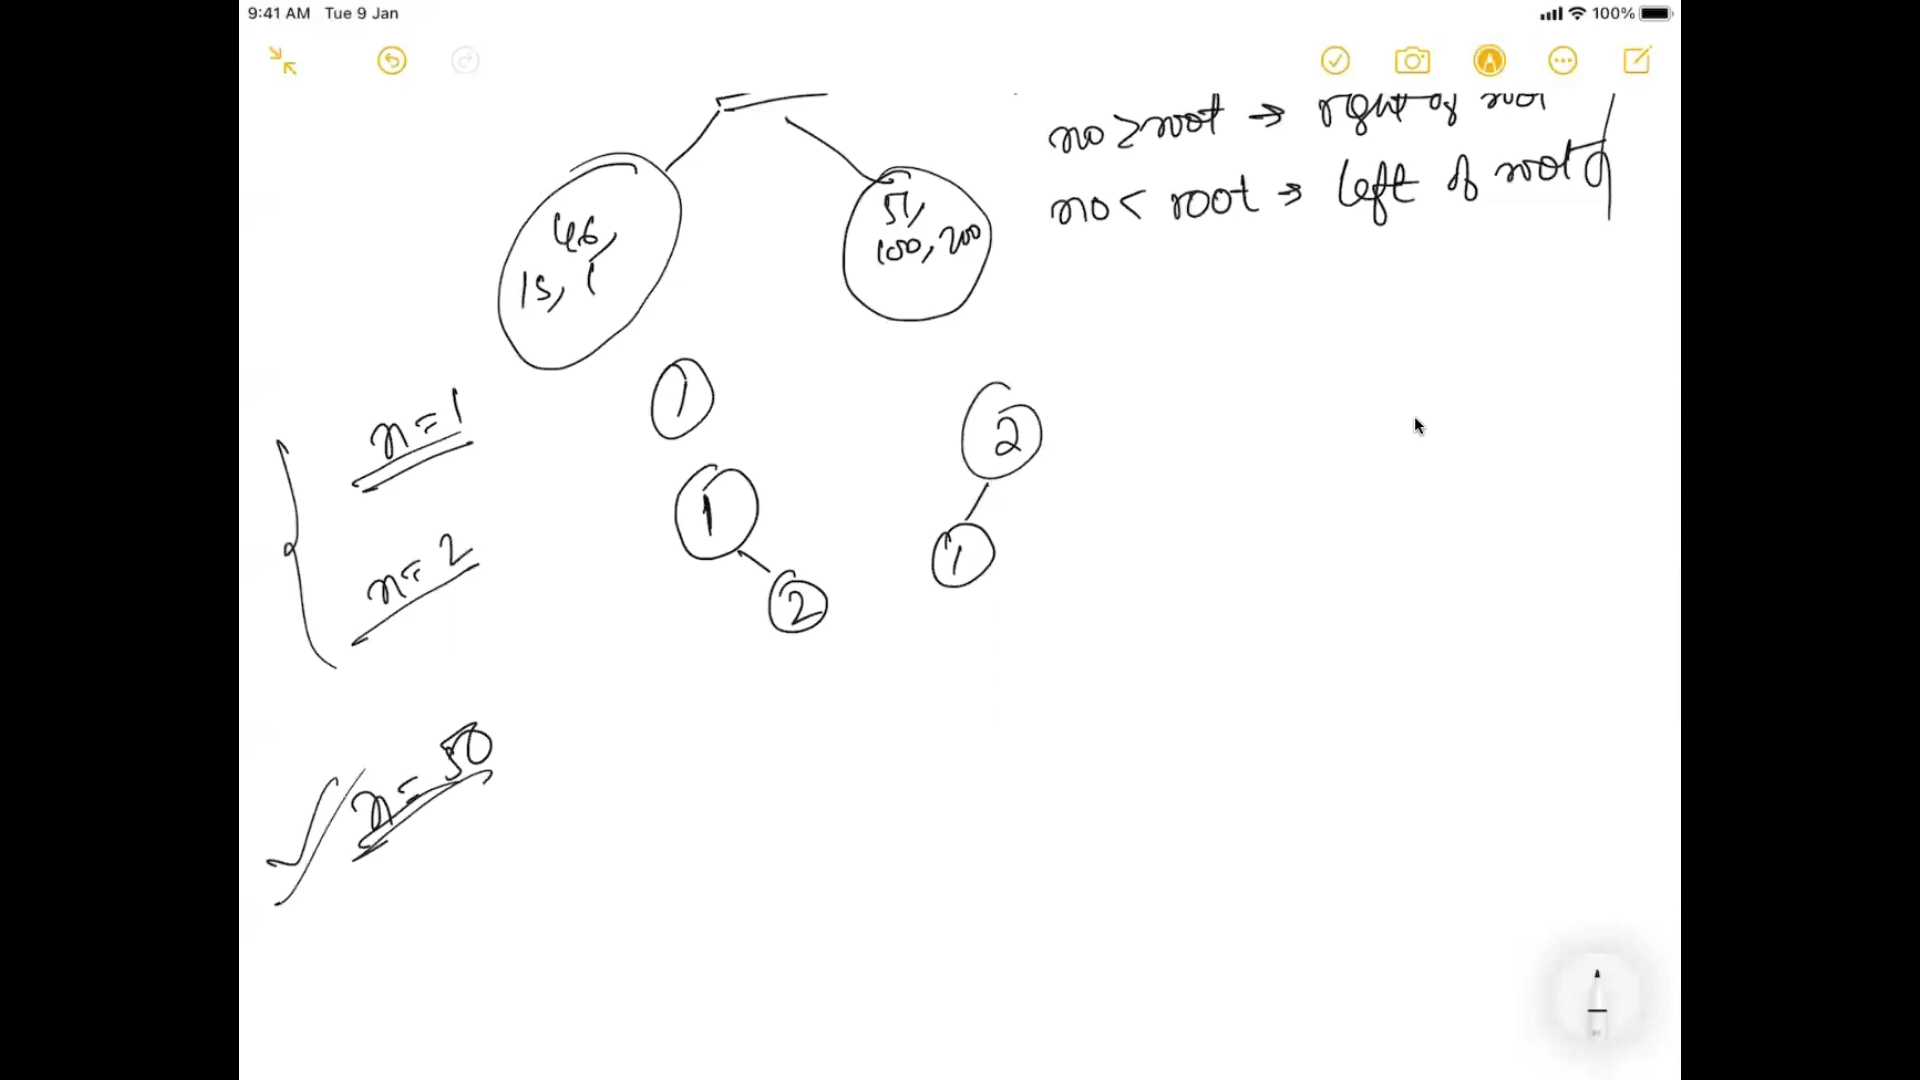 9:41 AM Tue 9 Jan
100%
no ≥ root → right of root
no < root → left of root
46,
15, 1
51,
100, 200
n = 1
1
2
1
1
n = 2
2
n = 50